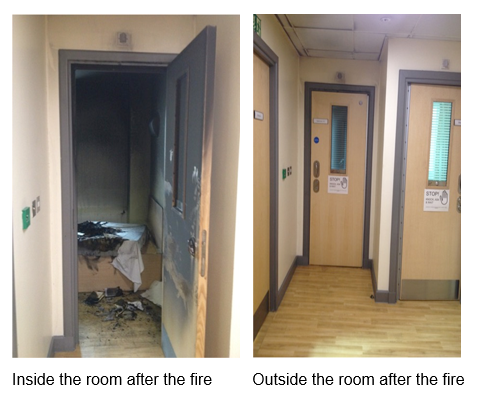 STOP!
STOP!
Inside the room after the fire
Outside the room after the fire